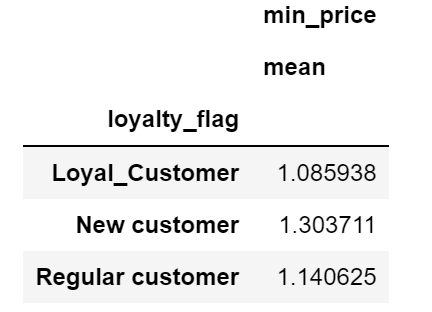 min_price
mean
loyalty_flag
Loyal_Customer 1.085938
New customer 1.303711
Regular customer 1.140625